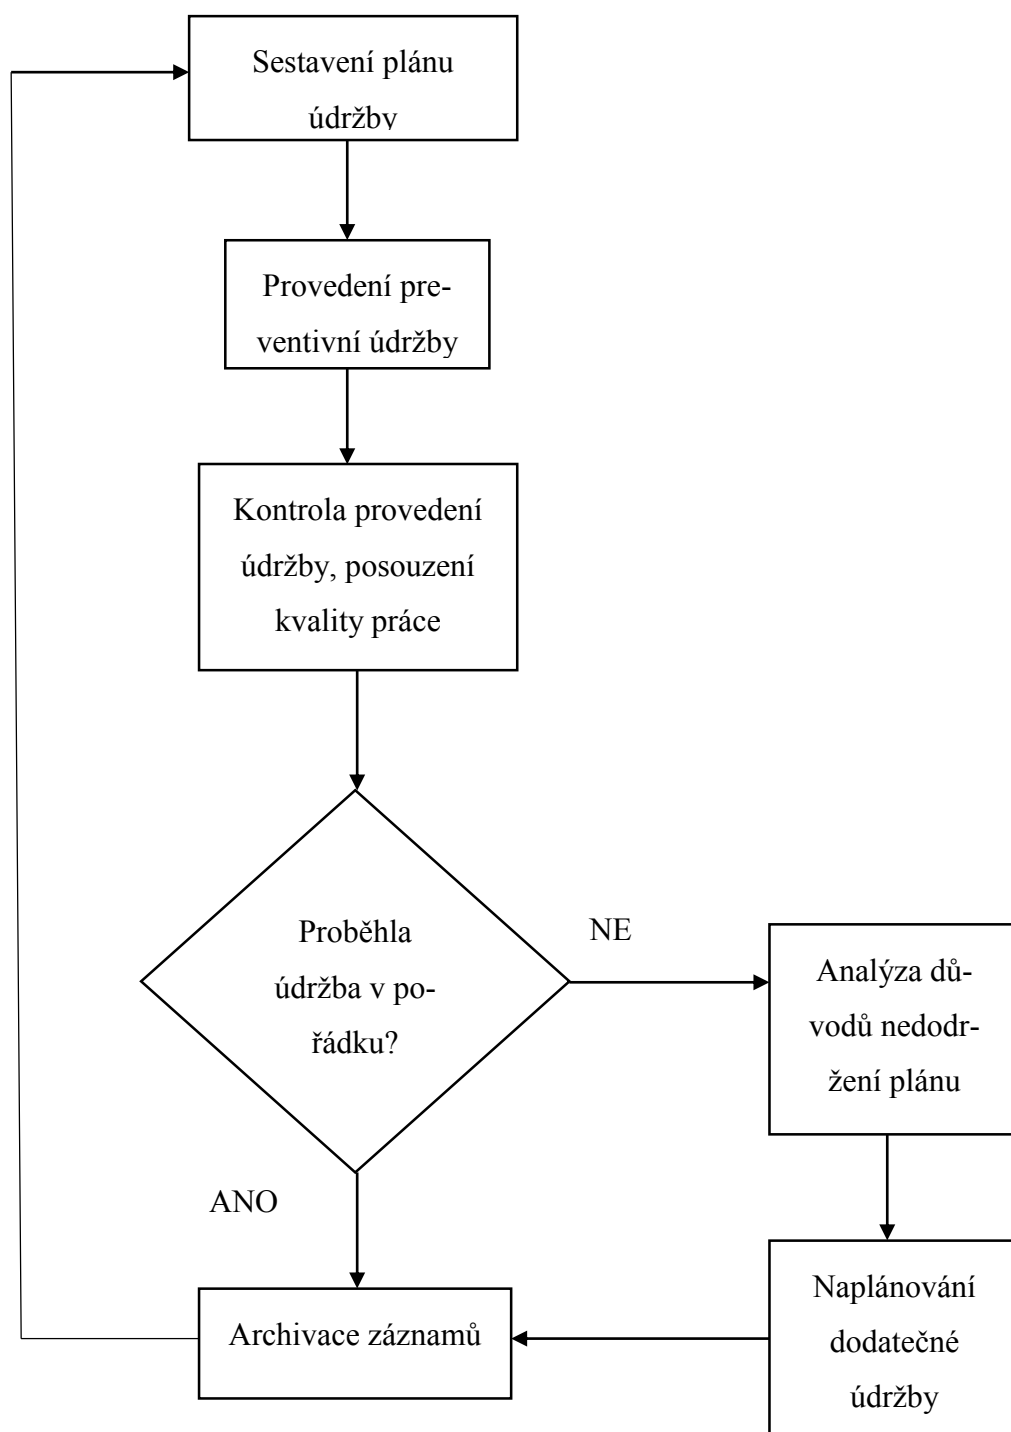 Sestavení plánu
údržby
Provedení pre-
ventivní údržby
Kontrola provedení
údržby, posouzení
kvality práce
Proběhla
údržba v po-
řádku?
NE
Analýza dů-
vodů nedodr-
žení plánu
ANO
Naplánování
dodatečné
údržby
Archivace záznamů